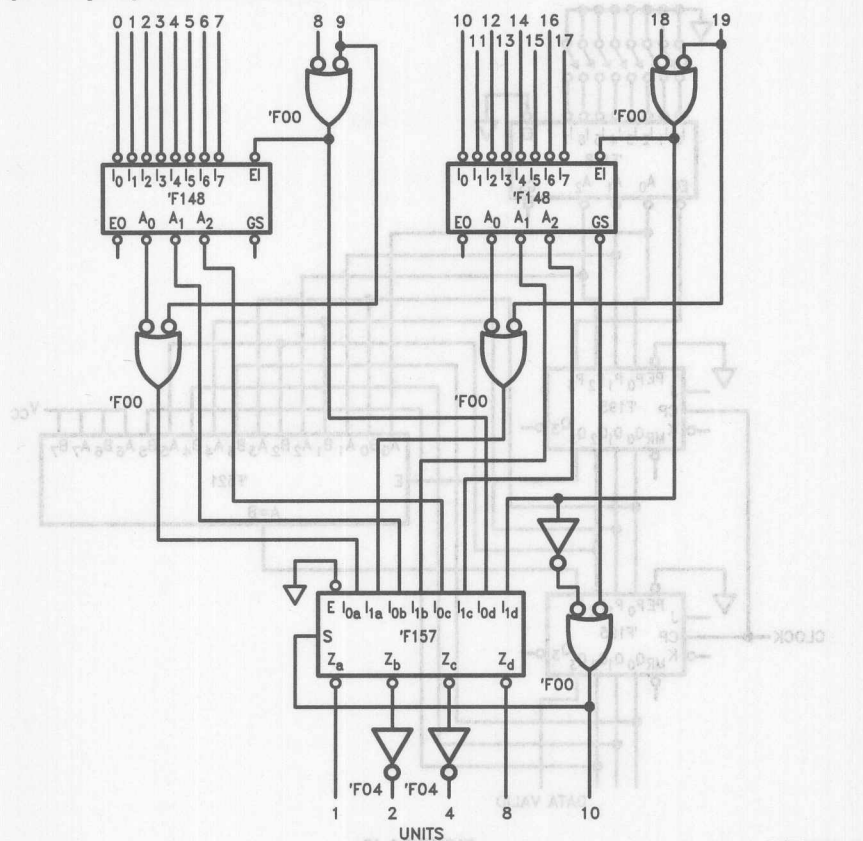 0 1 2 3 4 5 6 7 8 9 10 12 14 16 18 19
11 13 15 17
'F00 'F00
I0 I1 I2 I3 I4 I5 I6 I7 EI I0 I1 I2 I3 I4 I5 I6 I7 EI
'F148 'F148
EO A0 A1 A2 GS EO A0 A1 A2 GS
'F00 'F00
E I0a I1a I0b I1b I0c I1c I0d I1d
S 'F157
Za Zb Zc Zd
'F00
'F04 'F04
1 2 4 8 10
UNITS